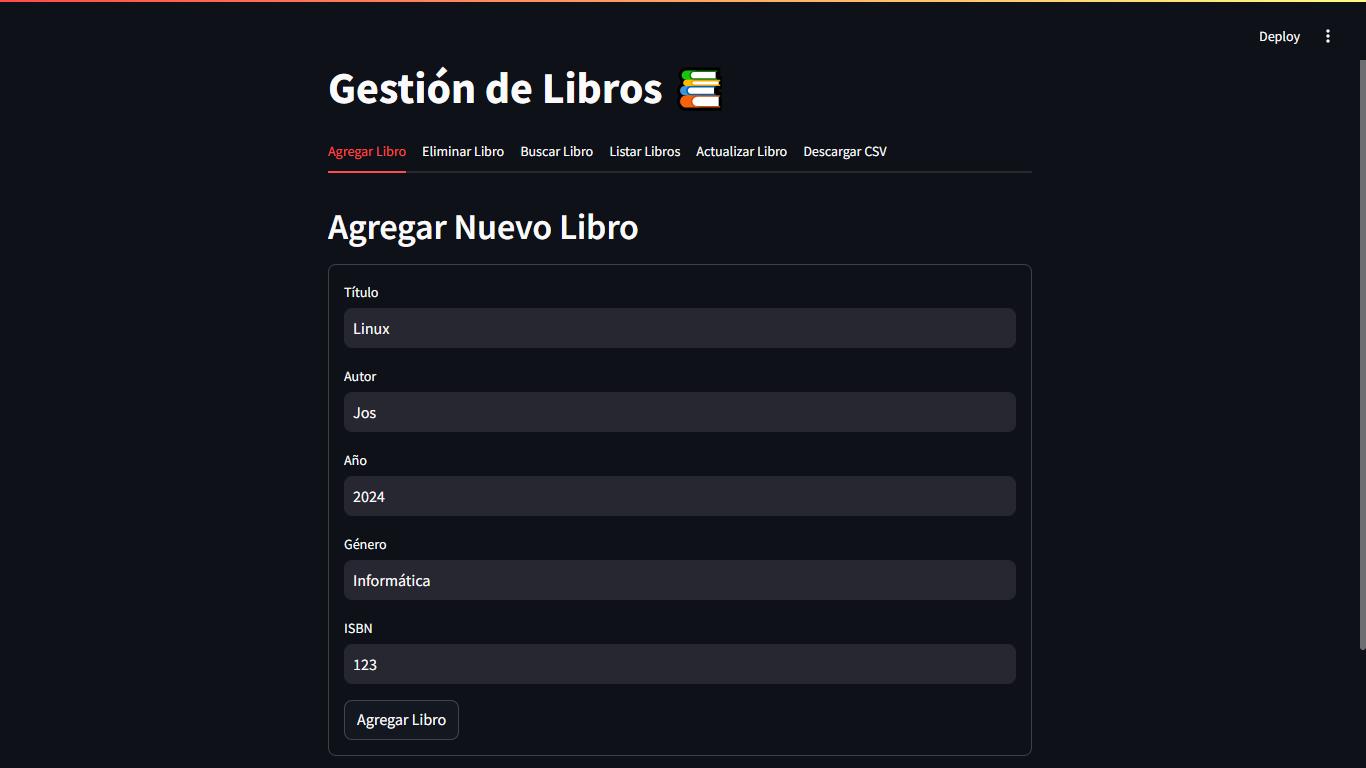 Deploy
Gestión de Libros
Agregar Libro Eliminar Libro Buscar Libro Listar Libros Actualizar Libro Descargar CSV
Agregar Nuevo Libro
Título
Linux
Autor
Jos
Año
2024
Género
Informática
ISBN
123
Agregar Libro